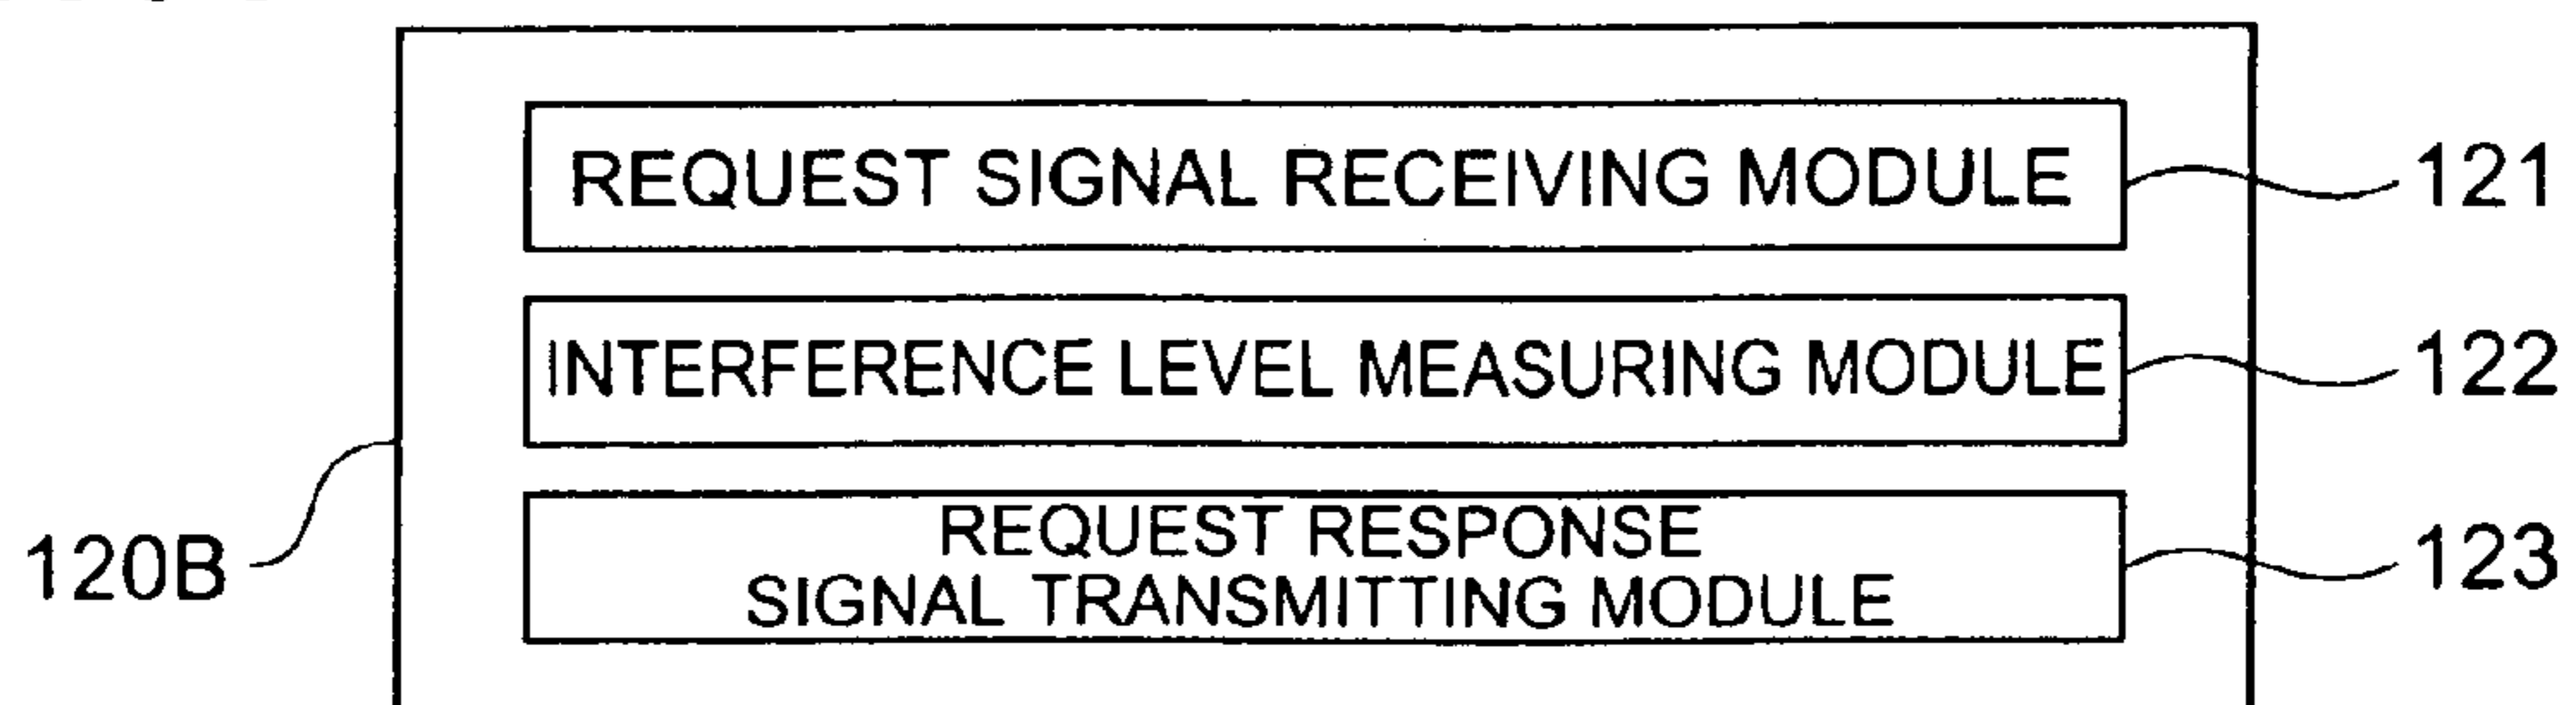 REQUEST SIGNAL RECEIVING MODULE
121
INTERFERENCE LEVEL MEASURING MODULE
122
REQUEST RESPONSE
SIGNAL TRANSMITTING MODULE
123
120B